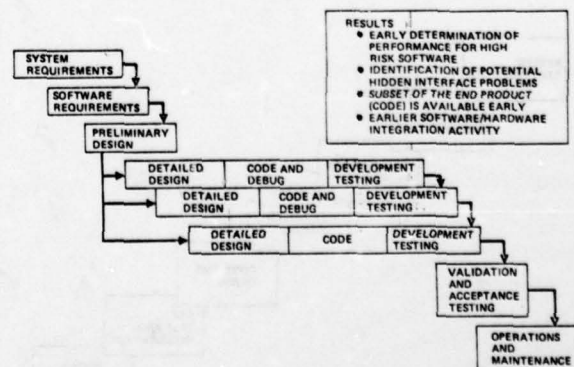 RESULTS
● EARLY DETERMINATION OF
PERFORMANCE FOR HIGH
RISK SOFTWARE
● IDENTIFICATION OF POTENTIAL
HIDDEN INTERFACE PROBLEMS
● SUBSET OF THE END PRODUCT
(CODE) IS AVAILABLE EARLY
● EARLIER SOFTWARE/HARDWARE
INTEGRATION ACTIVITY
SYSTEM
REQUIREMENTS
SOFTWARE
REQUIREMENTS
PRELIMINARY
DESIGN
DETAILED
DESIGN
CODE AND
DEBUG
DEVELOPMENT
TESTING
DETAILED
DESIGN
CODE AND
DEBUG
DEVELOPMENT
TESTING
DETAILED
DESIGN
CODE
DEVELOPMENT
TESTING
VALIDATION
AND
ACCEPTANCE
TESTING
OPERATIONS
AND
MAINTENANCE